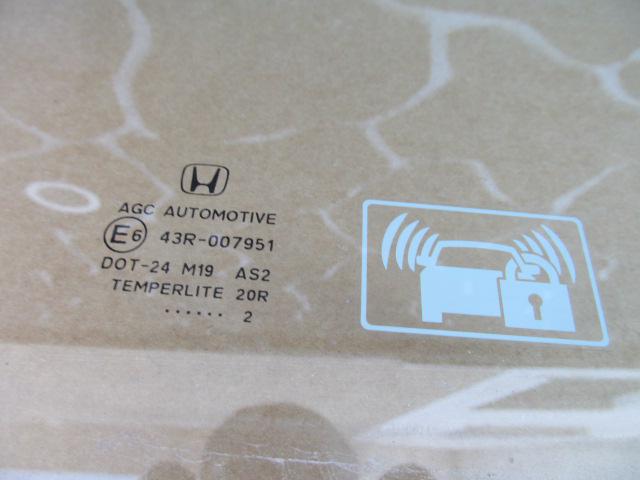 AGC AUTOMOTIVE
E6 43R-007951
DOT-24 M19 AS2
TEMPERLITE 20R
...... 2